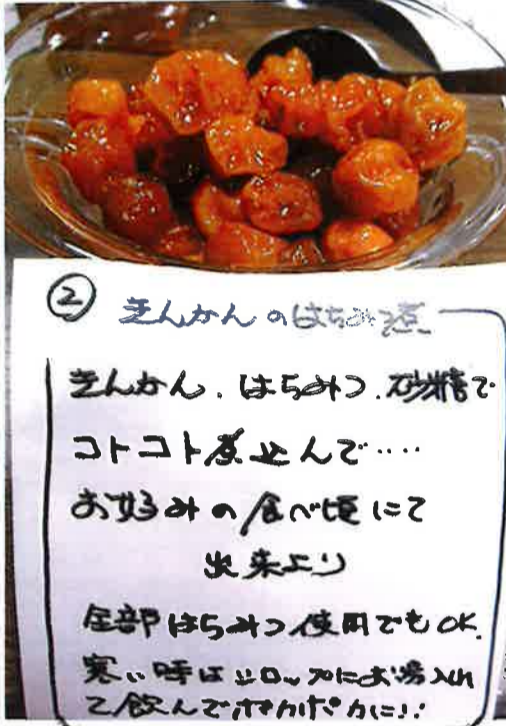 ② きんかんのはちみつ煮
きんかん、はちみつ、砂糖で
コトコト煮込んで‥‥
お好みの食べ頃にて
出来より
全部はちみつ使用でもOK.
寒い時はシロップにお湯入れ
て飲んでポカポカに!!